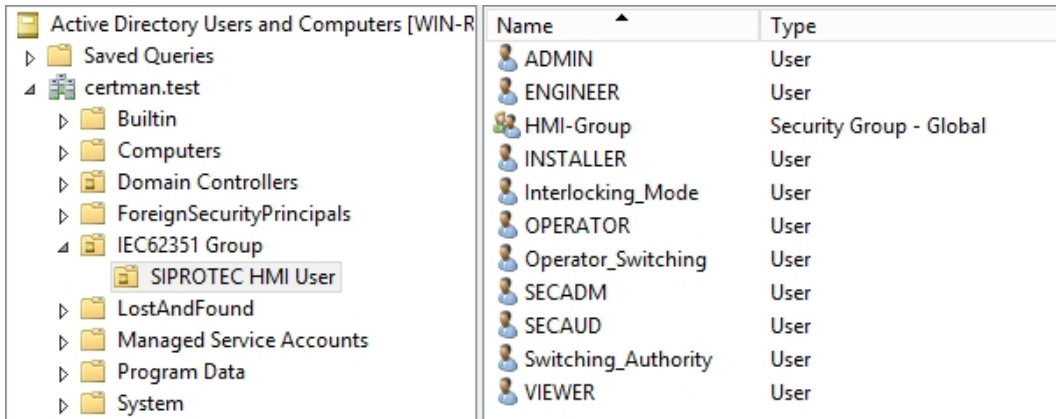 Active Directory Users and Computers [WIN-R
Saved Queries
certman.test
Builtin
Computers
Domain Controllers
ForeignSecurityPrincipals
IEC62351 Group
SIPROTEC HMI User
LostAndFound
Managed Service Accounts
Program Data
System
Name Type
ADMIN User
ENGINEER User
HMI-Group Security Group - Global
INSTALLER User
Interlocking_Mode User
OPERATOR User
Operator_Switching User
SECADM User
SECAUD User
Switching_Authority User
VIEWER User